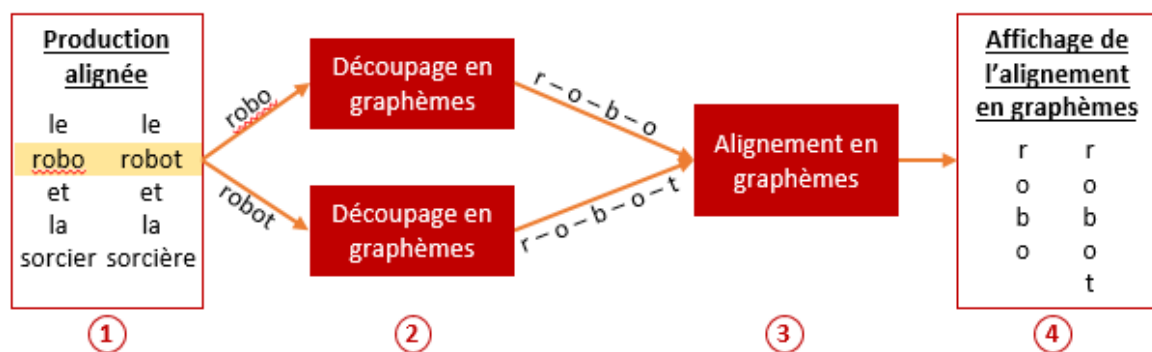 Production
alignée
le le
robo robot
et et
la la
sorcier sorcière
robo
robot
Découpage en
graphèmes
Découpage en
graphèmes
r – o – b – o
r – o – b – o – t
Alignement en
graphèmes
Affichage de
l'alignement
en graphèmes
r r
o o
b b
o o
t
1 2 3 4